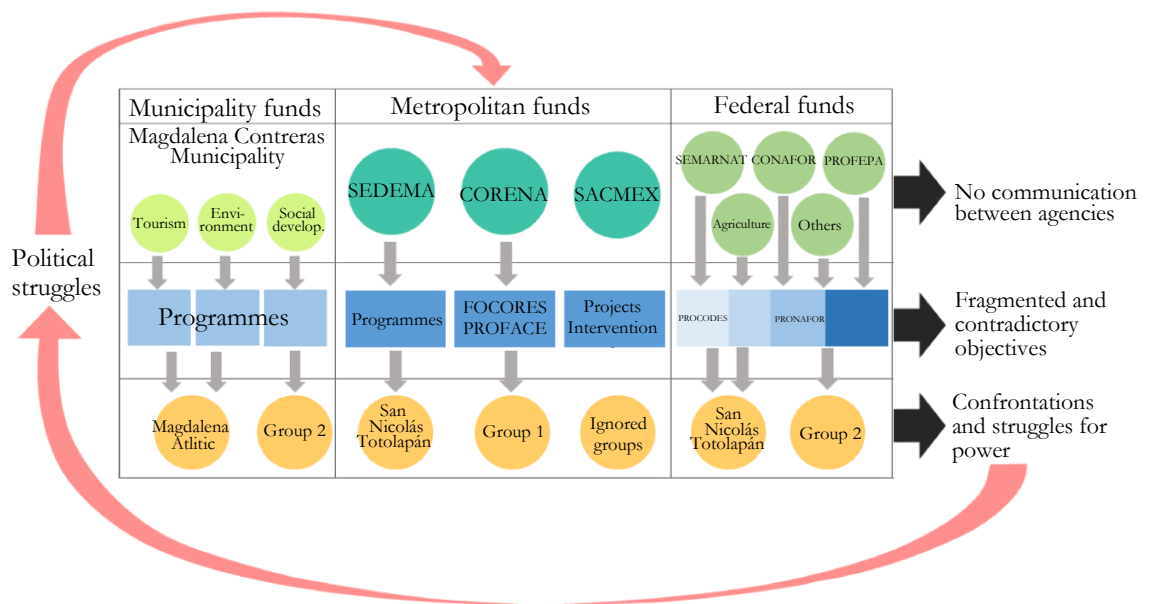 Municipality funds
Metropolitan funds
Federal funds
Magdalena Contreras
Municipality
Tourism
Envi-
ronment
Social
develop.
SEDEMA
CORENA
SACMEX
SEMARNAT
CONAFOR
PROFEPA
Agriculture
Others
No communication
between agencies
Political
struggles
Programmes
Programmes
FOCORES
PROFACE
Projects
Intervention
PROCODES
PRONAFOR
Fragmented and
contradictory
objectives
Magdalena
Atlitic
Group 2
San
Nicolás
Totolapán
Group 1
Ignored
groups
San
Nicolás
Totolapán
Group 2
Confrontations
and struggles for
power